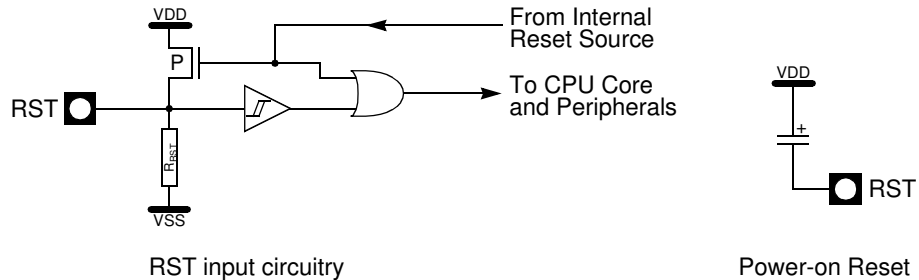 From Internal
Reset Source
VDD
P
To CPU Core
and Peripherals
RST
RRST
VSS
VDD
+
RST
RST input circuitry
Power-on Reset